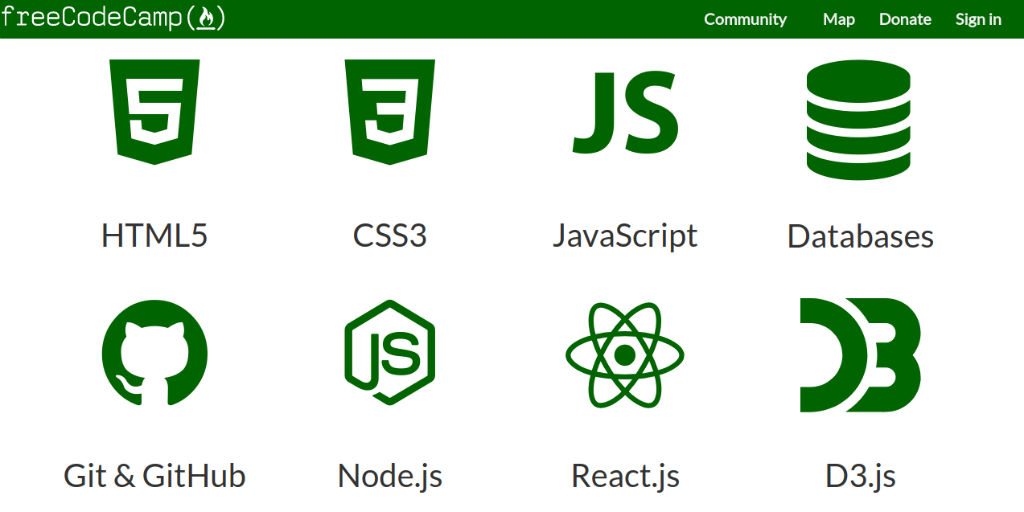 freeCodeCamp(🔥)
Community Map Donate Sign in
5 3 JS
HTML5 CSS3 JavaScript Databases
JS D3
Git & GitHub Node.js React.js D3.js